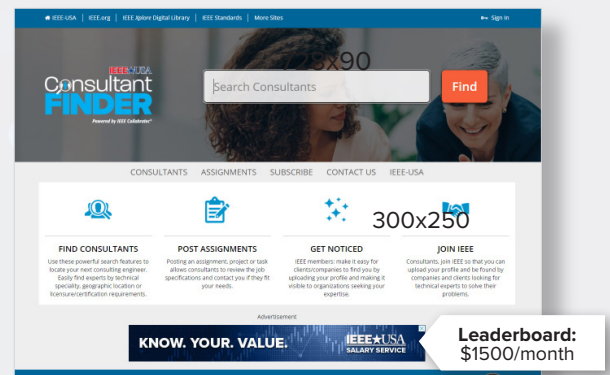 IEEE-USA | IEEE.org | IEEE Xplore Digital Library | IEEE Standards | More Sites
Sign In
IEEE★USA
Consultant
FINDER
Powered by IEEE Collabratec®
x90
Search Consultants
Find
CONSULTANTS ASSIGNMENTS SUBSCRIBE CONTACT US IEEE-USA
300x250
FIND CONSULTANTS
Use these powerful search features to
locate your next consulting engineer.
Easily find experts by technical
speciality, geographic location or
licensure/certification requirements.
POST ASSIGNMENTS
Posting an assignment, project or task
allows consultants to review the job
specifications and contact you if they fit
your needs.
GET NOTICED
IEEE members: make it easy for
clients/companies to find you by
uploading your profile and making it
visible to organizations seeking your
expertise.
JOIN IEEE
Consultants, join IEEE so that you can
upload your profile and be found by
companies and clients looking for
technical experts to solve their
problems.
Advertisement
KNOW. YOUR. VALUE.
IEEE★USA
SALARY SERVICE
Leaderboard:
$1500/month